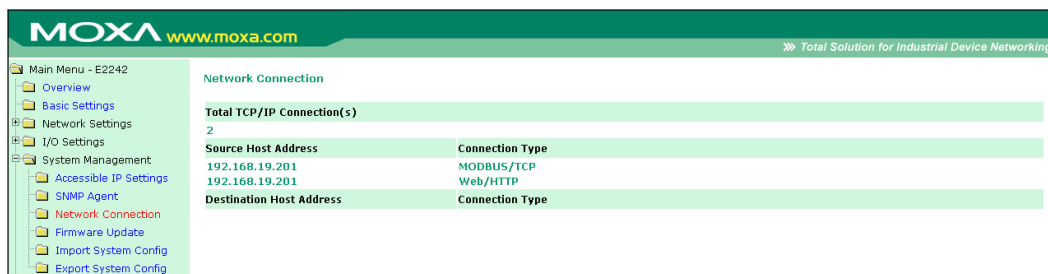 MOXA www.moxa.com
Total Solution for Industrial Device Networking
Main Menu - E2242
Overview
Basic Settings
Network Settings
I/O Settings
System Management
Accessible IP Settings
SNMP Agent
Network Connection
Firmware Update
Import System Config
Export System Config
Network Connection
Total TCP/IP Connection(s)
2
Source Host Address Connection Type
192.168.19.201 MODBUS/TCP
192.168.19.201 Web/HTTP
Destination Host Address Connection Type